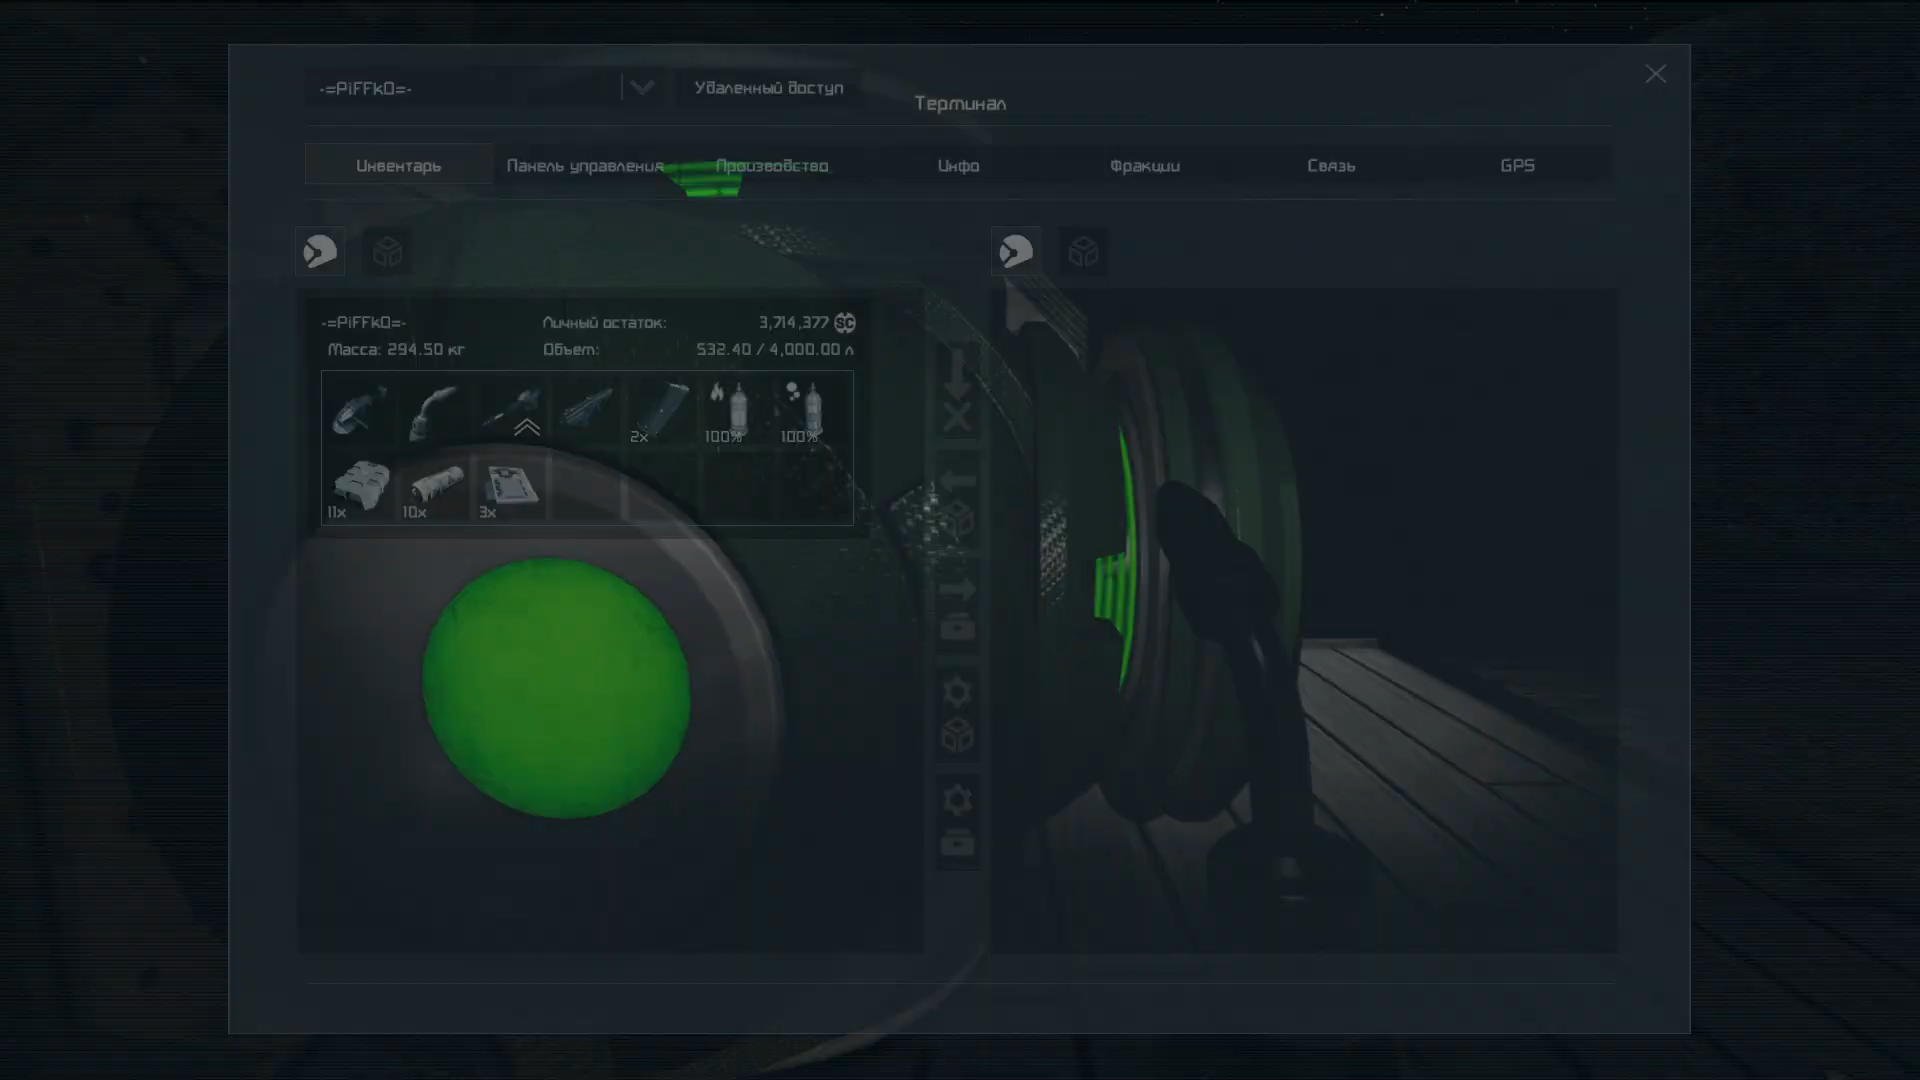 -=PiFFkO=-
Удаленный доступ
Терминал
Инвентарь
Панель управления
Производство
Инфо
Фракции
Связь
GPS
-=PiFFkO=-
Личный остаток:
3,714,377 SC
Масса: 294.50 кг
Объем:
532.40 / 4,000.00 л
2x
100%
100%
11x
10x
3x